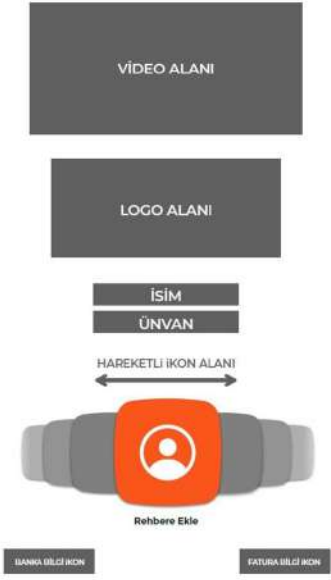 VİDEO ALANI
LOGO ALANI
İSİM
ÜNVAN
HAREKETLİ İKON ALANI
Rehbere Ekle
BANKA BİLGİ İKON
FATURA BİLGİ İKON